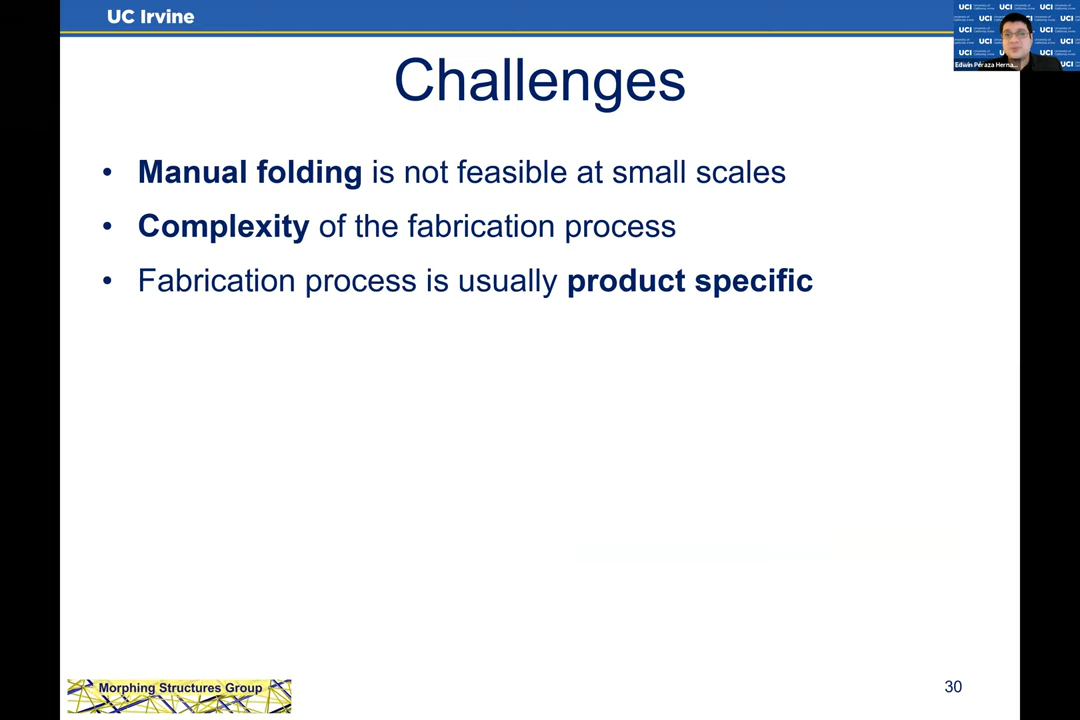 UC Irvine
Edwin Peraza Herna...
Challenges
• Manual folding is not feasible at small scales
• Complexity of the fabrication process
• Fabrication process is usually product specific
Morphing Structures Group
30